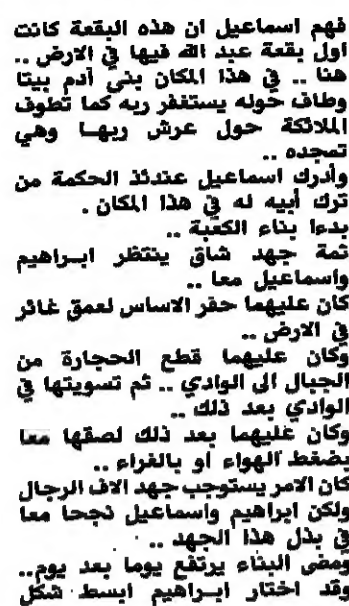 فهم اسماعيل ان هذه البقعة كانت
اول بقعة عبد الله فيها في الارض ..
هنا .. في هذا المكان بنى آدم بيتا
وطاف حوله يستغفر ربه كما تطوف
الملائكة حول عرش ربها وهي
تمجده ..
وأدرك اسماعيل عندئذ الحكمة من
ترك أبيه له في هذا المكان .
بدءا بناء الكعبة ..
ثمة جهد شاق ينتظر ابراهيم
واسماعيل معا ..
كان عليهما حفر الاساس لعمق غائر
في الارض ..
وكان عليهما قطع الحجارة من
الجبال الى الوادي .. ثم تسويتها في
الوادي بعد ذلك ..
وكان عليهما بعد ذلك لصقها معا
بضغط الهواء او بالغراء ..
كان الامر يستوجب جهد الاف الرجال
ولكن ابراهيم واسماعيل نجحا معا
في بذل هذا الجهد ..
ومضى البناء يرتفع يوما بعد يوم..
وقد اختار ابراهيم ابسط شكل